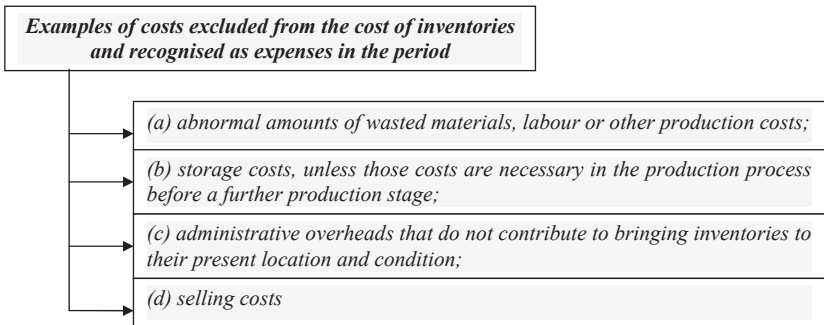 Examples of costs excluded from the cost of inventories
and recognised as expenses in the period
(a) abnormal amounts of wasted materials, labour or other production costs;
(b) storage costs, unless those costs are necessary in the production process
before a further production stage;
(c) administrative overheads that do not contribute to bringing inventories to
their present location and condition;
(d) selling costs